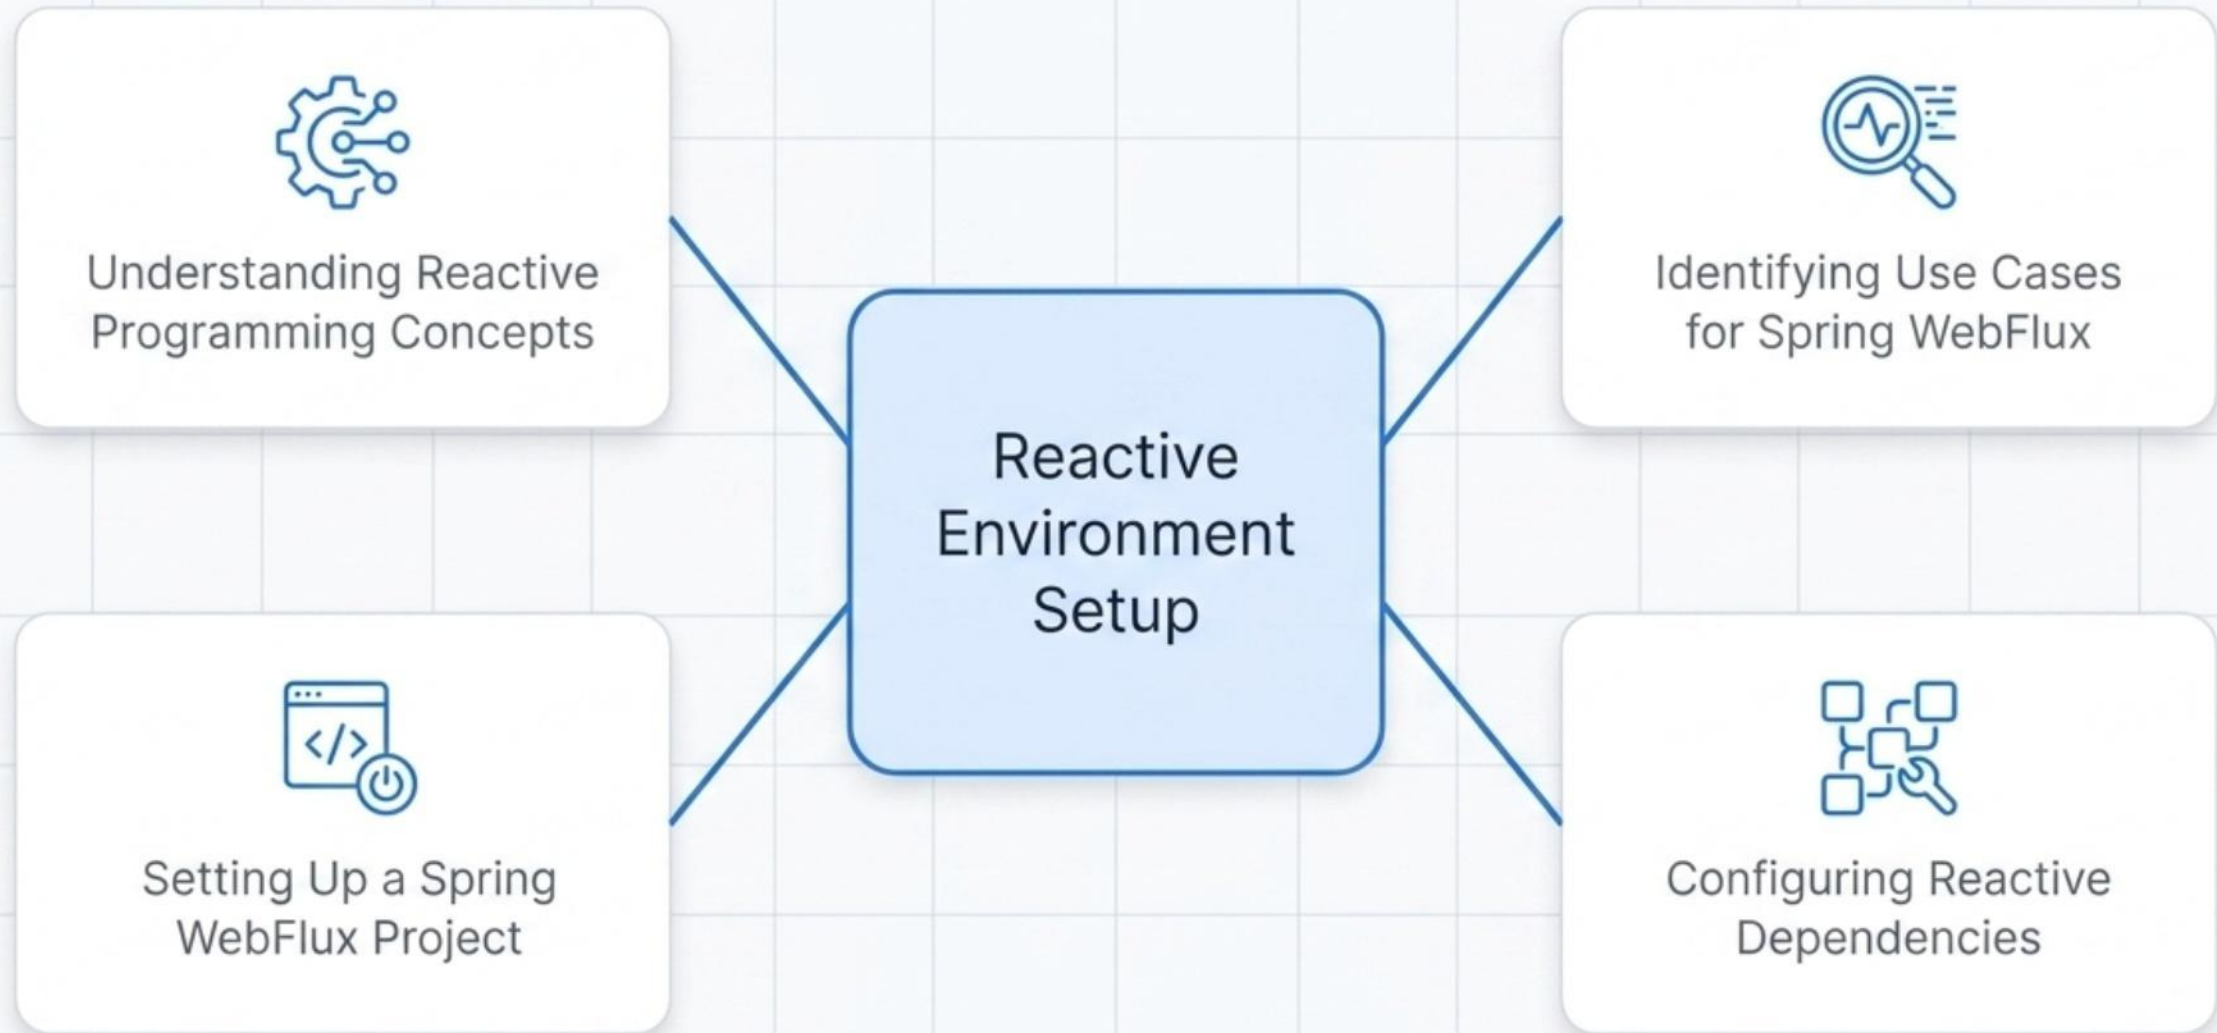 Understanding Reactive
Programming Concepts
Identifying Use Cases
for Spring WebFlux
Reactive
Environment
Setup
Setting Up a Spring
WebFlux Project
Configuring Reactive
Dependencies